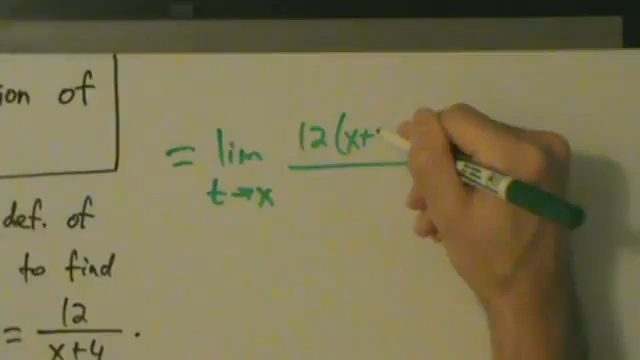 ion of
def. of
to find
= 12 / x+4 .
= lim t→x 12(x+